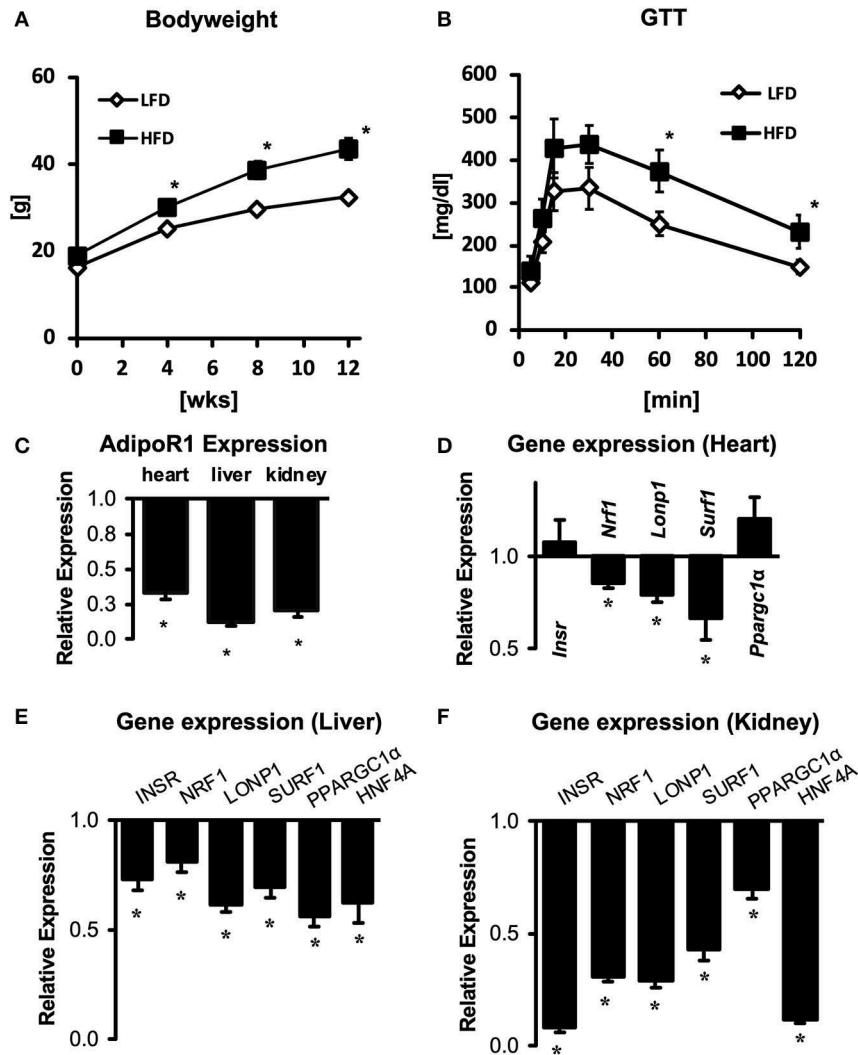 A
Bodyweight
60
40
20
0
[g]
LFD
HFD
*
*
*
0 2 4 6 8 10 12
[wks]
B
GTT
600
500
400
300
200
100
0
[mg/dl]
LFD
HFD
*
*
0 20 40 60 80 100 120
[min]
C
AdipoR1 Expression
heart liver kidney
Relative Expression
1.0
0.8
0.5
0.3
0.0
* * *
D
Gene expression (Heart)
Relative Expression
1.0
0.5
Insr
Nrf1
Lonp1
Surf1
Ppargc1α
* * *
E
Gene expression (Liver)
INSR
NRF1
LONP1
SURF1
PPARGC1α
HNF4A
Relative Expression
1.0
0.5
0.0
* * * * * *
F
Gene expression (Kidney)
INSR
NRF1
LONP1
SURF1
PPARGC1α
HNF4A
Relative Expression
1.0
0.5
0.0
* * * * * *